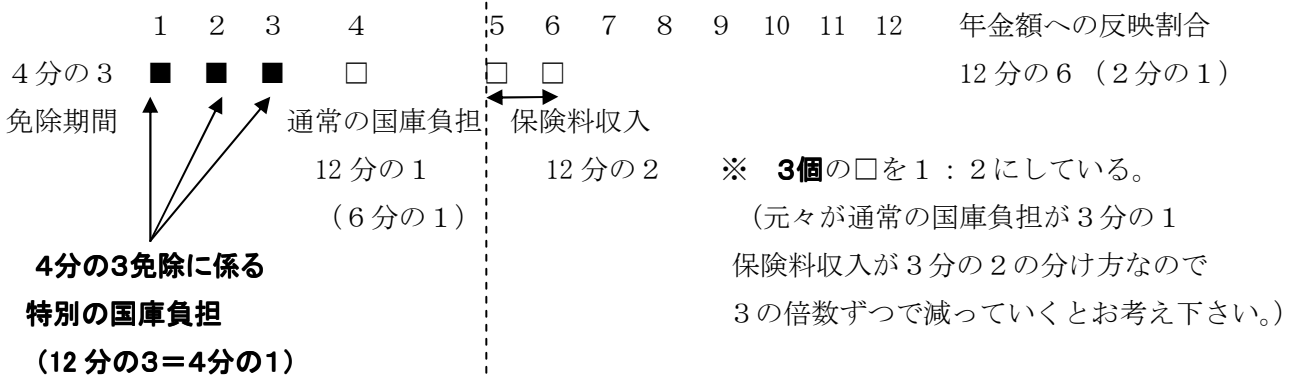 １　２　３　４　５　６　７　８　９　10　11　12　年金額への反映割合
４分の３　■　■　■　□　□　□　12分の６（２分の１）
免除期間　通常の国庫負担　保険料収入
12分の１　12分の２　※　３個の□を１：２にしている。
（６分の１）　（元々が通常の国庫負担が３分の１
４分の３免除に係る　保険料収入が３分の２の分け方なので
特別の国庫負担　３の倍数ずつで減っていくとお考え下さい。）
（12分の３＝４分の１）